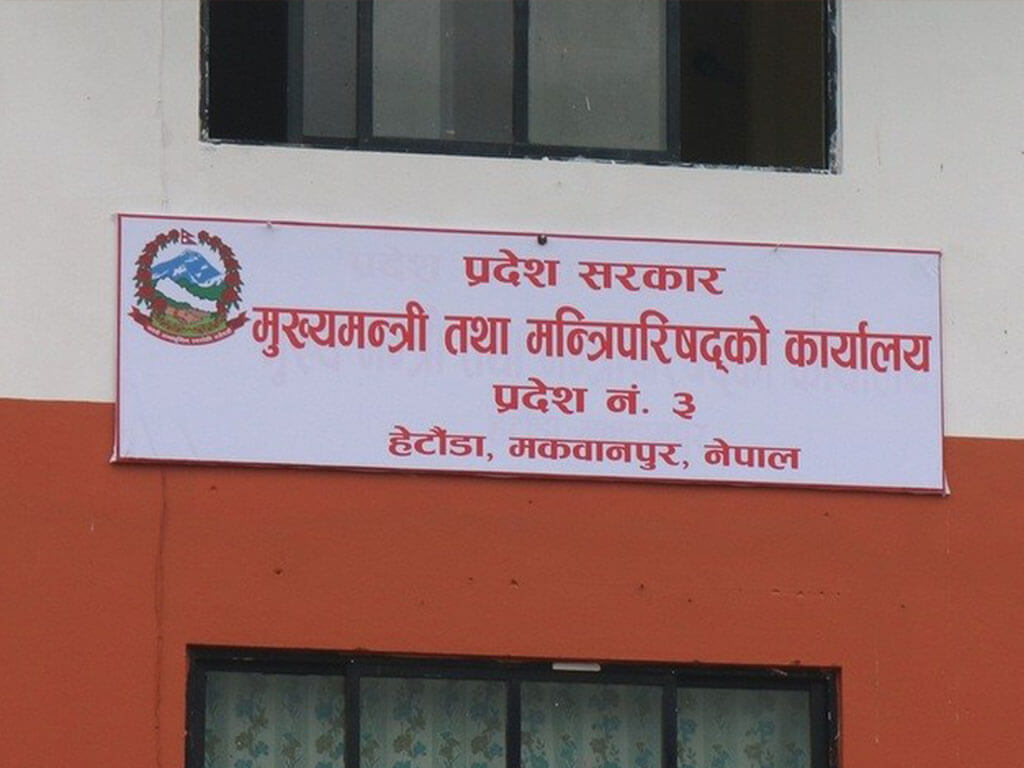 प्रदेश सरकार
मुख्यमन्त्री तथा मन्त्रिपरिषद्को कार्यालय
प्रदेश नं. ३
हेटौंडा, मकवानपुर, नेपाल